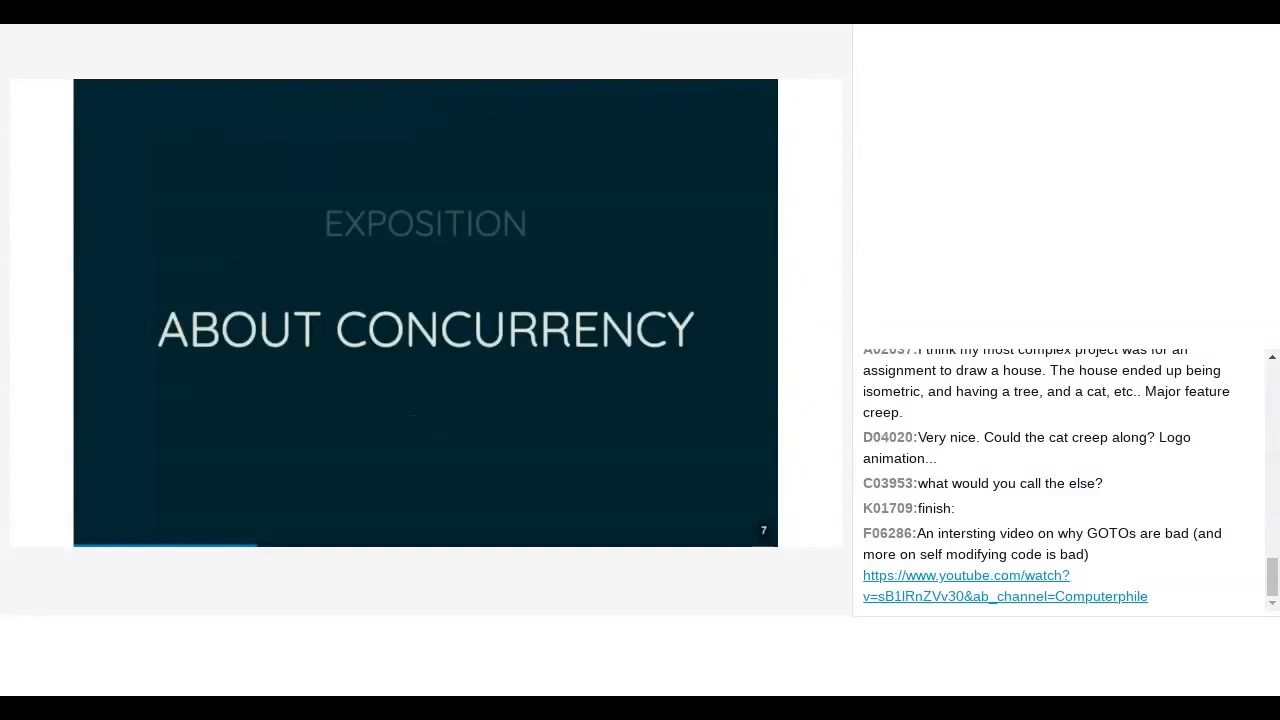 EXPOSITION
ABOUT CONCURRENCY
7
A02037:I think my most complex project was for an
assignment to draw a house. The house ended up being
isometric, and having a tree, and a cat, etc.. Major feature
creep.
D04020:Very nice. Could the cat creep along? Logo
animation...
C03953:what would you call the else?
K01709:finish:
F06286:An intersting video on why GOTOs are bad (and
more on self modifying code is bad)
https://www.youtube.com/watch?
v=sB1lRnZVv30&ab_channel=Computerphile